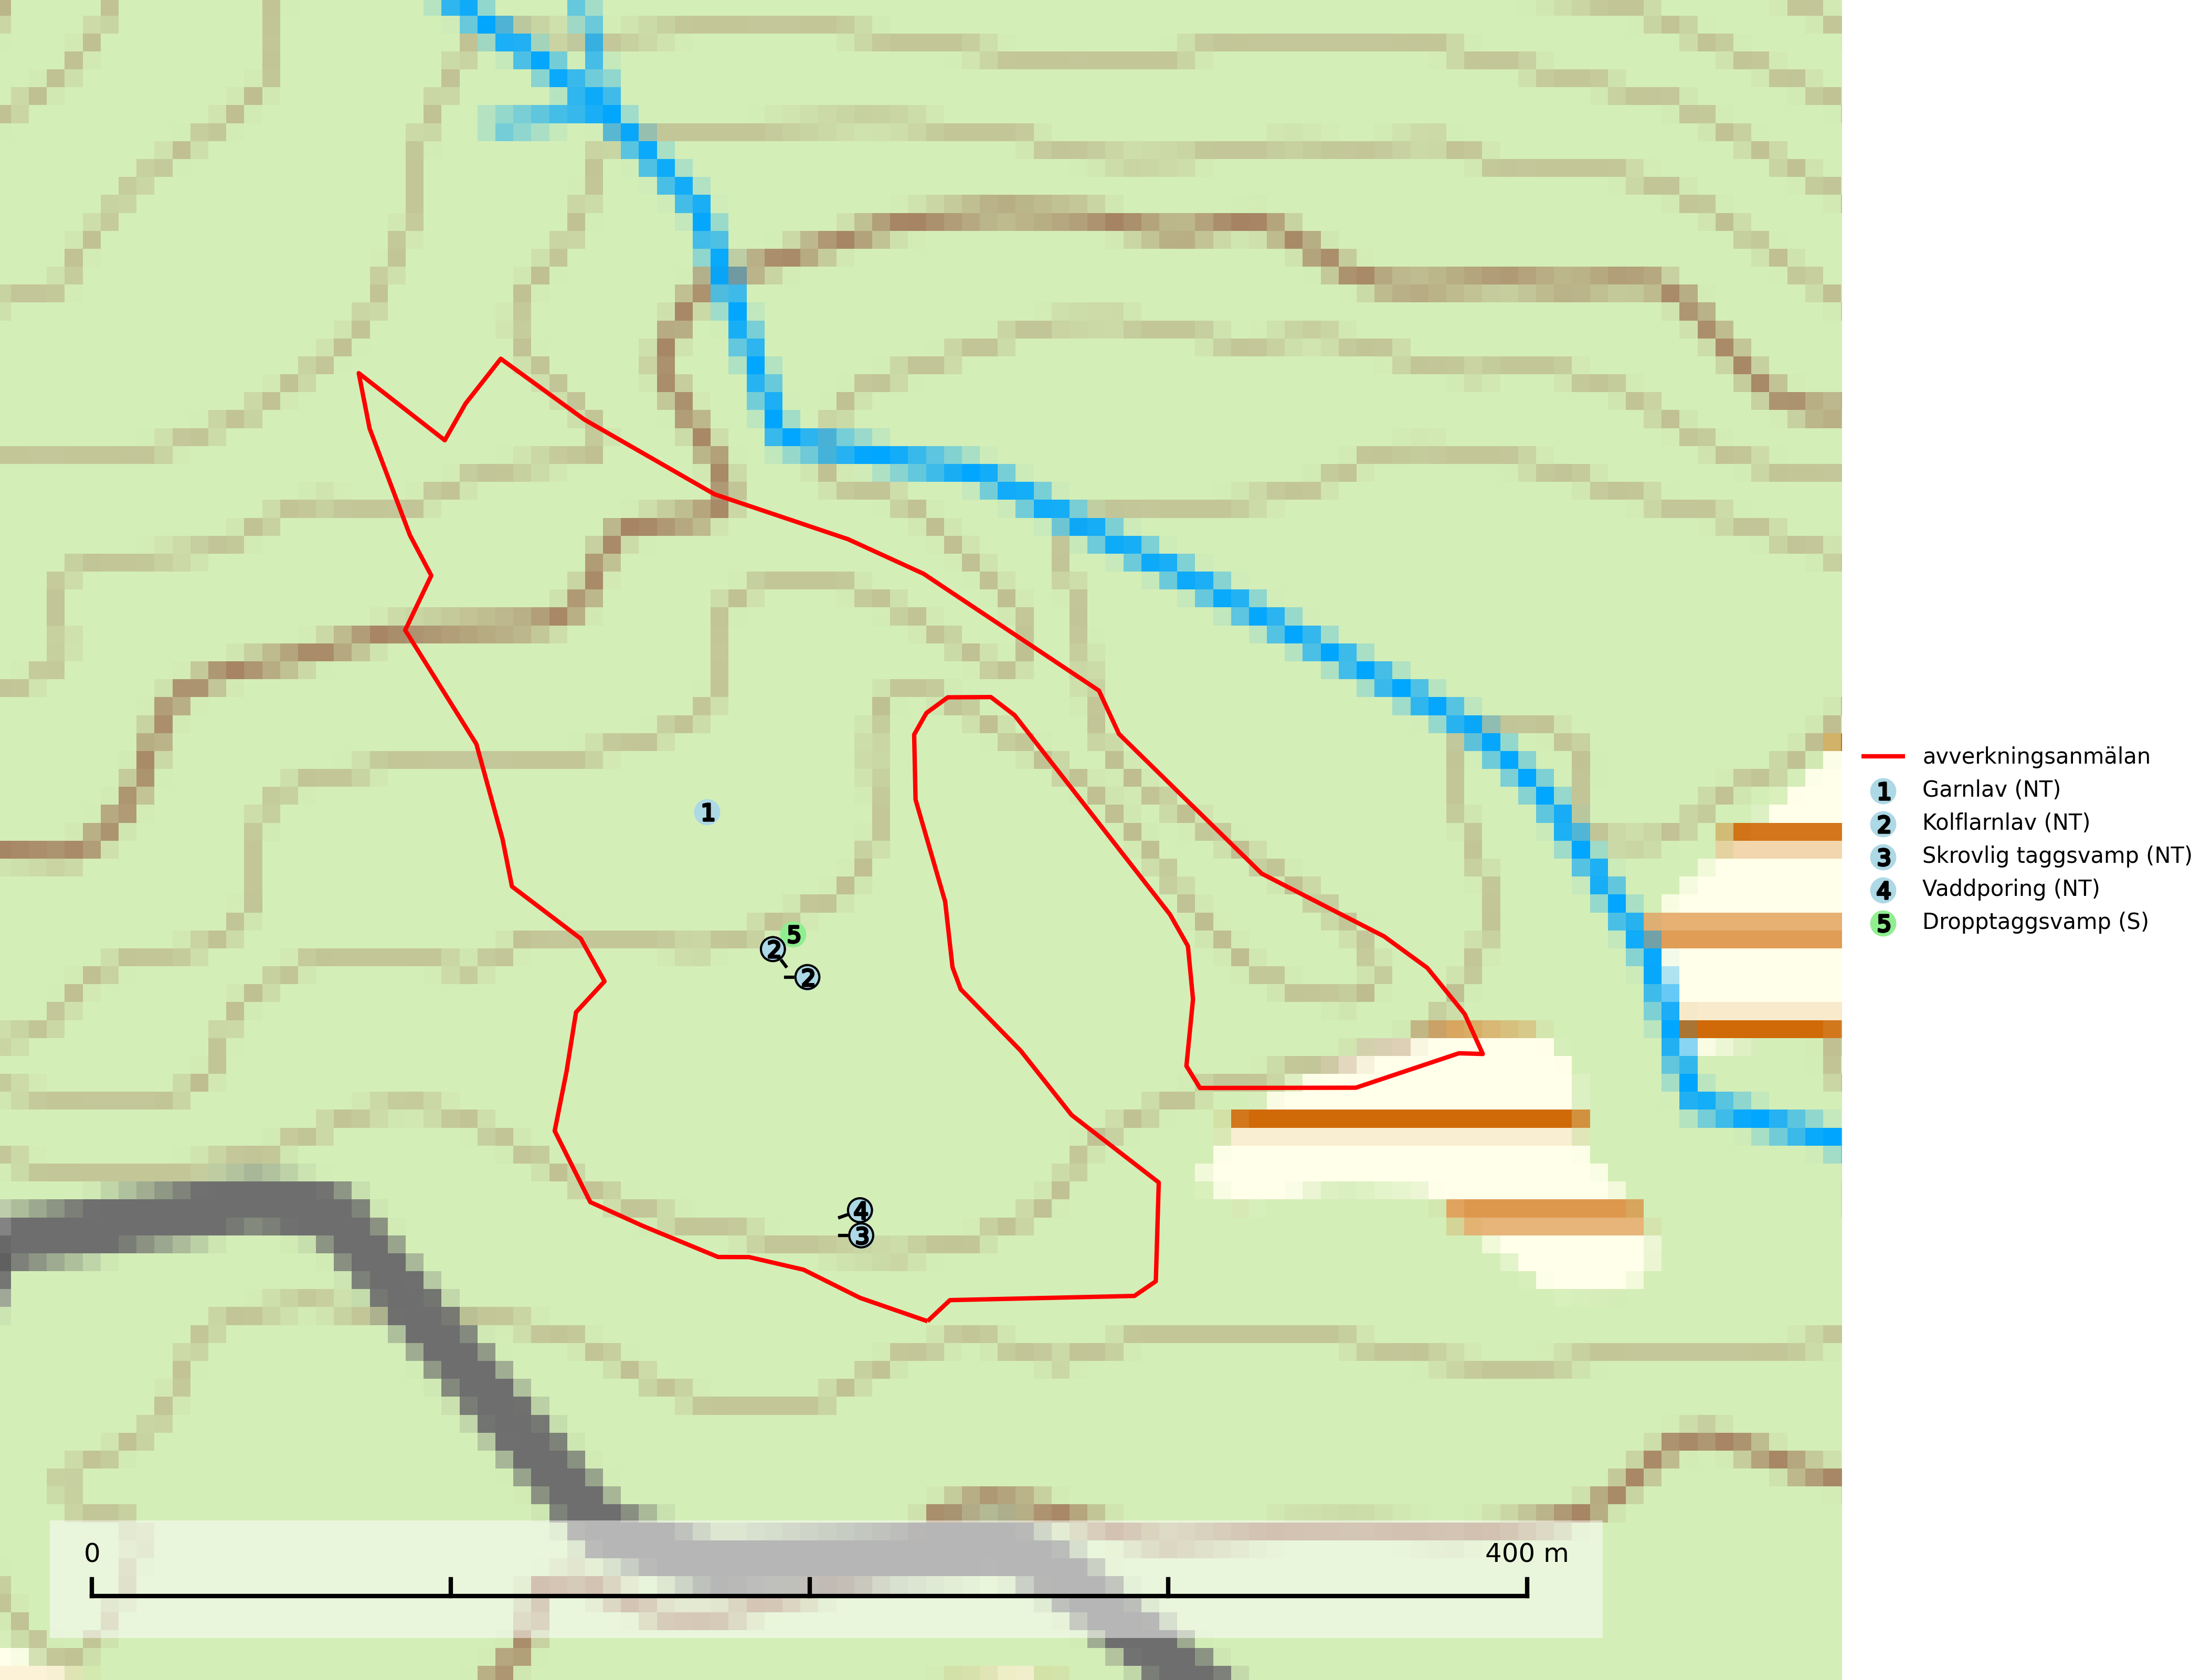 avverkningsanmälan
1 Garnlav (NT)
2 Kolflarnlav (NT)
3 Skrovlig taggsvamp (NT)
4 Vaddporing (NT)
5 Dropptaggsvamp (S)
1
5
2
2
4
3
0 400 m